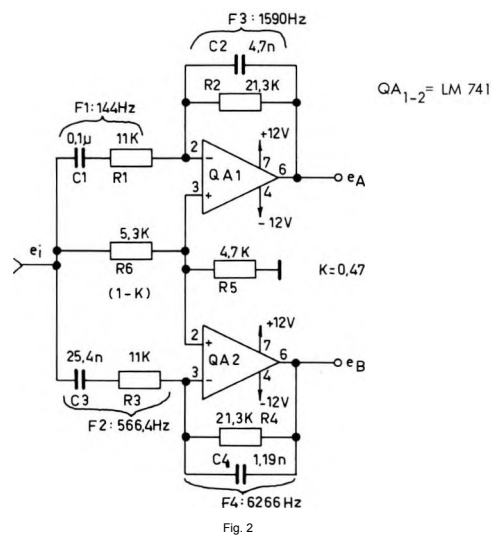 F3:1590Hz
C2 4,7n
R2 21,3K
QA1-2= LM 741
F1:144Hz
0,1µ 11K
C1 R1
2 −
+12V
7
QA1
6
eA
3 +
4
-12V
ei
5,3K
R6
(1-K)
4,7K
R5
K=0,47
+12V
2 +
7
QA2
6
eB
3 −
4
-12V
25,4n 11K
C3 R3
F2:566,4Hz
21,3K R4
C4 1,19n
F4:6266Hz
Fig. 2